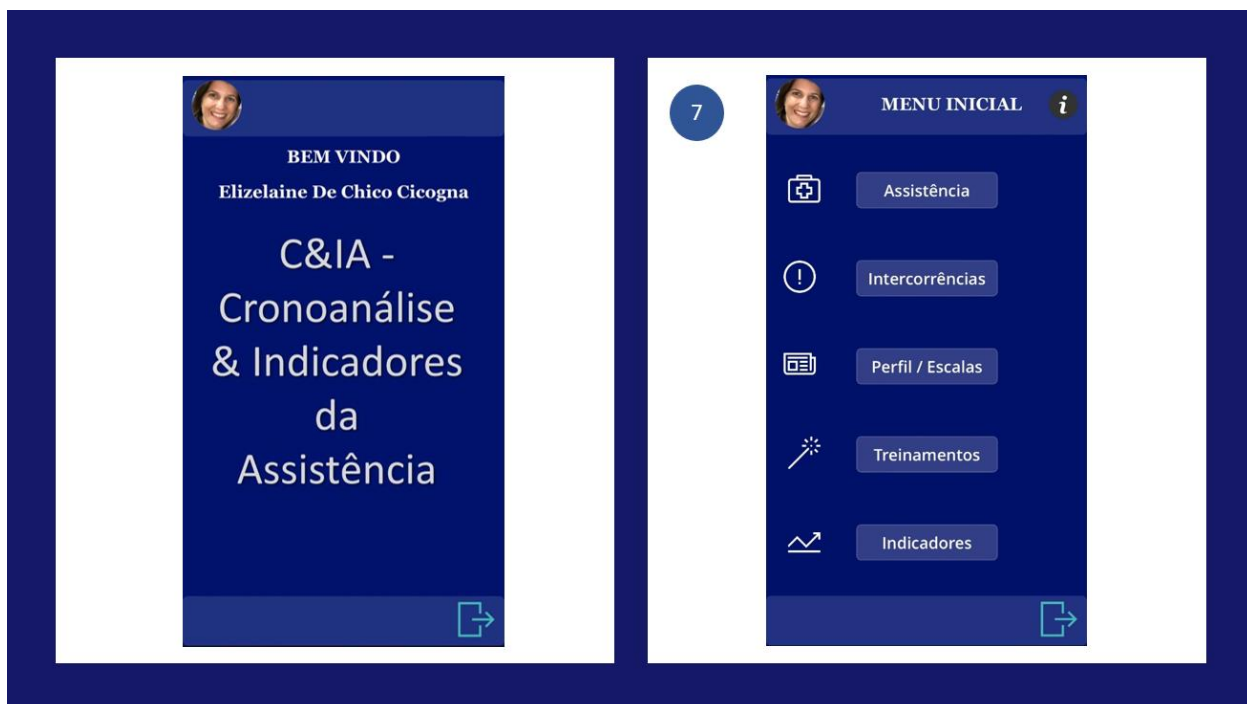 BEM VINDO
Elizelaine De Chico Cicogna
C&IA -
Cronoanálise
& Indicadores
da
Assistência
7
MENU INICIAL
i
Assistência
Intercorrências
Perfil / Escalas
Treinamentos
Indicadores